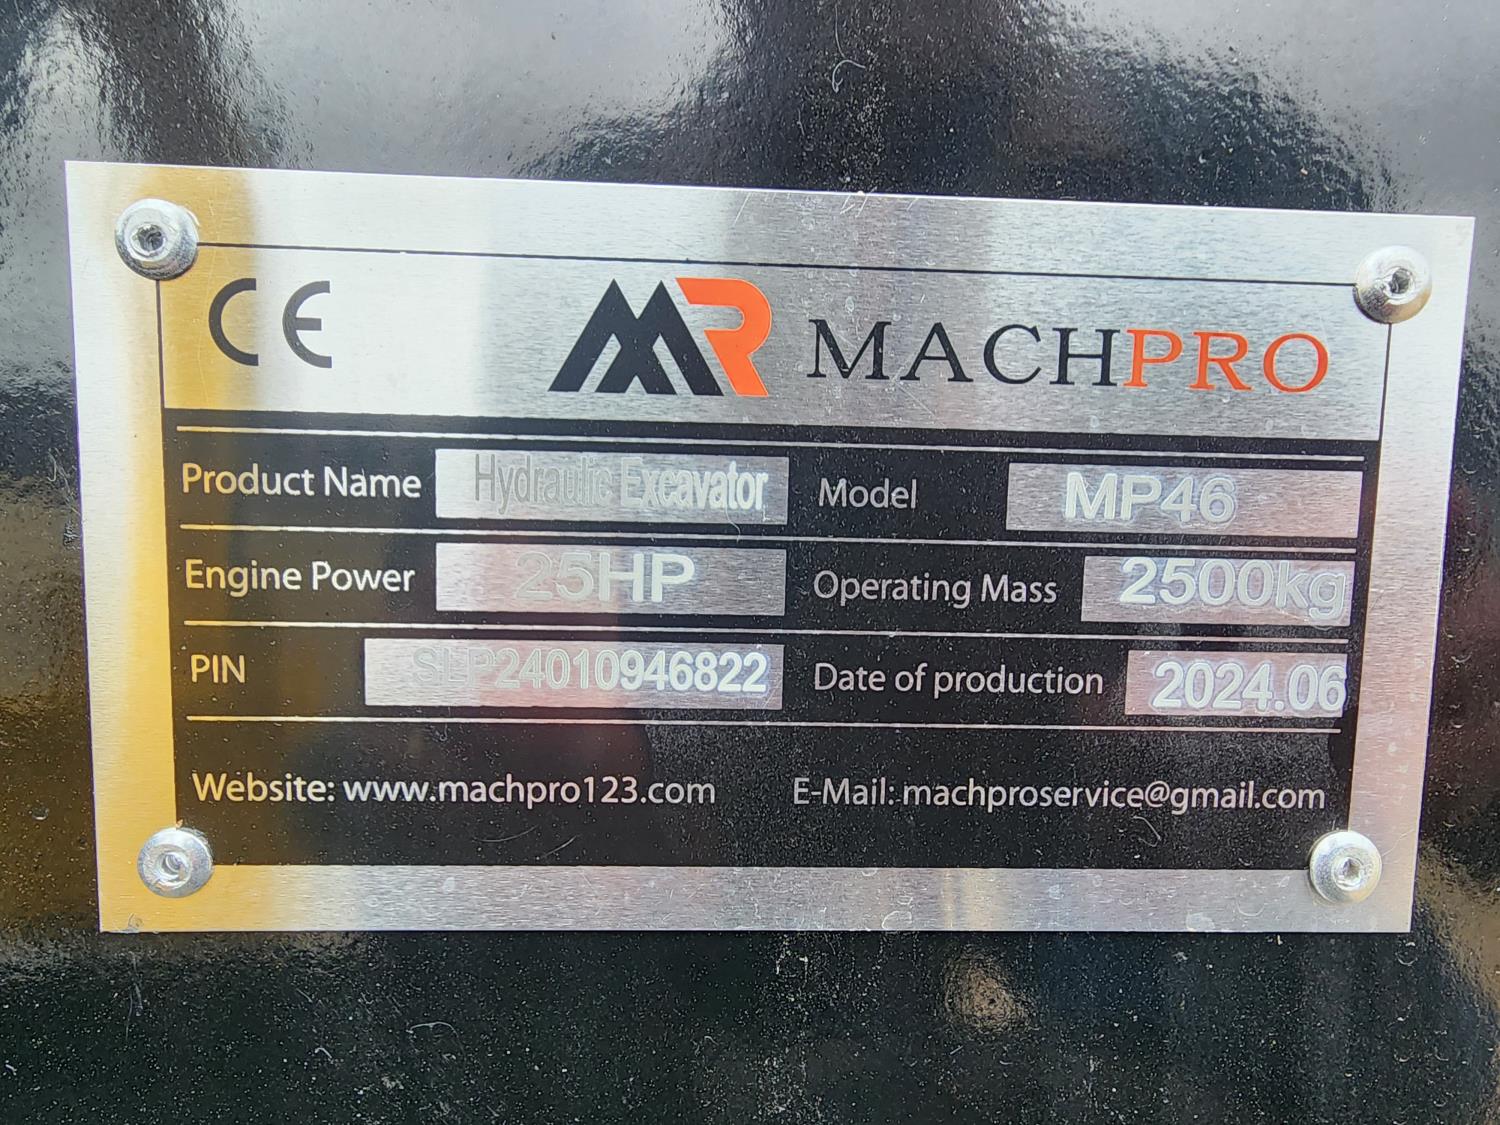 CE MR MACHPRO
Product Name Hydraulic Excavator Model MP46
Engine Power 25HP Operating Mass 2500kg
PIN SLP24010946822 Date of production 2024.06
Website: www.machpro123.com E-Mail: machproservice@gmail.com